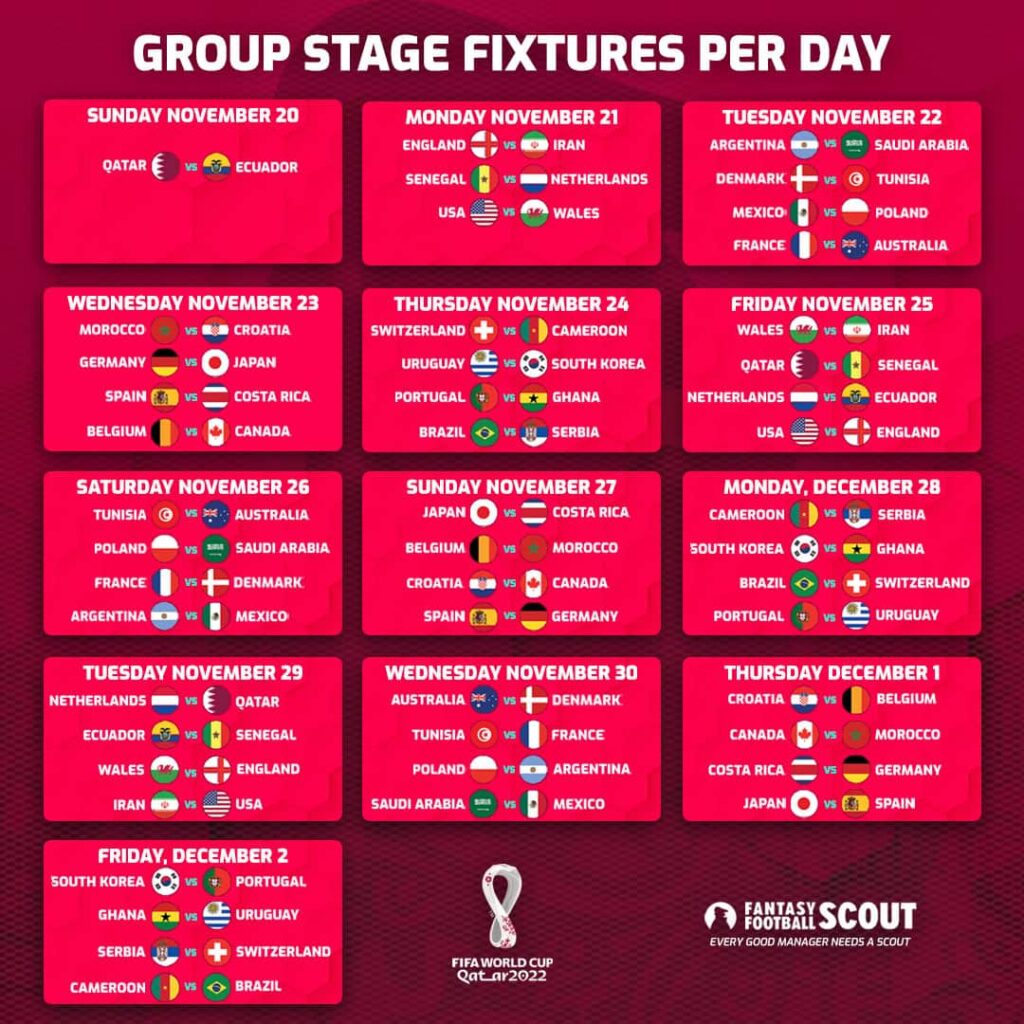 GROUP STAGE FIXTURES PER DAY
SUNDAY NOVEMBER 20
QATAR VS ECUADOR
MONDAY NOVEMBER 21
ENGLAND VS IRAN
SENEGAL VS NETHERLANDS
USA VS WALES
TUESDAY NOVEMBER 22
ARGENTINA VS SAUDI ARABIA
DENMARK VS TUNISIA
MEXICO VS POLAND
FRANCE VS AUSTRALIA
WEDNESDAY NOVEMBER 23
MOROCCO VS CROATIA
GERMANY VS JAPAN
SPAIN VS COSTA RICA
BELGIUM VS CANADA
THURSDAY NOVEMBER 24
SWITZERLAND VS CAMEROON
URUGUAY VS SOUTH KOREA
PORTUGAL VS GHANA
BRAZIL VS SERBIA
FRIDAY NOVEMBER 25
WALES VS IRAN
QATAR VS SENEGAL
NETHERLANDS VS ECUADOR
USA VS ENGLAND
SATURDAY NOVEMBER 26
TUNISIA VS AUSTRALIA
POLAND VS SAUDI ARABIA
FRANCE VS DENMARK
ARGENTINA VS MEXICO
SUNDAY NOVEMBER 27
JAPAN VS COSTA RICA
BELGIUM VS MOROCCO
CROATIA VS CANADA
SPAIN VS GERMANY
MONDAY, DECEMBER 28
CAMEROON VS SERBIA
SOUTH KOREA VS GHANA
BRAZIL VS SWITZERLAND
PORTUGAL VS URUGUAY
TUESDAY NOVEMBER 29
NETHERLANDS VS QATAR
ECUADOR VS SENEGAL
WALES VS ENGLAND
IRAN VS USA
WEDNESDAY NOVEMBER 30
AUSTRALIA VS DENMARK
TUNISIA VS FRANCE
POLAND VS ARGENTINA
SAUDI ARABIA VS MEXICO
THURSDAY DECEMBER 1
CROATIA VS BELGIUM
CANADA VS MOROCCO
COSTA RICA VS GERMANY
JAPAN VS SPAIN
FRIDAY, DECEMBER 2
SOUTH KOREA VS PORTUGAL
GHANA VS URUGUAY
SERBIA VS SWITZERLAND
CAMEROON VS BRAZIL
FIFA WORLD CUP
Qatar2022
FANTASY FOOTBALL SCOUT
EVERY GOOD MANAGER NEEDS A SCOUT